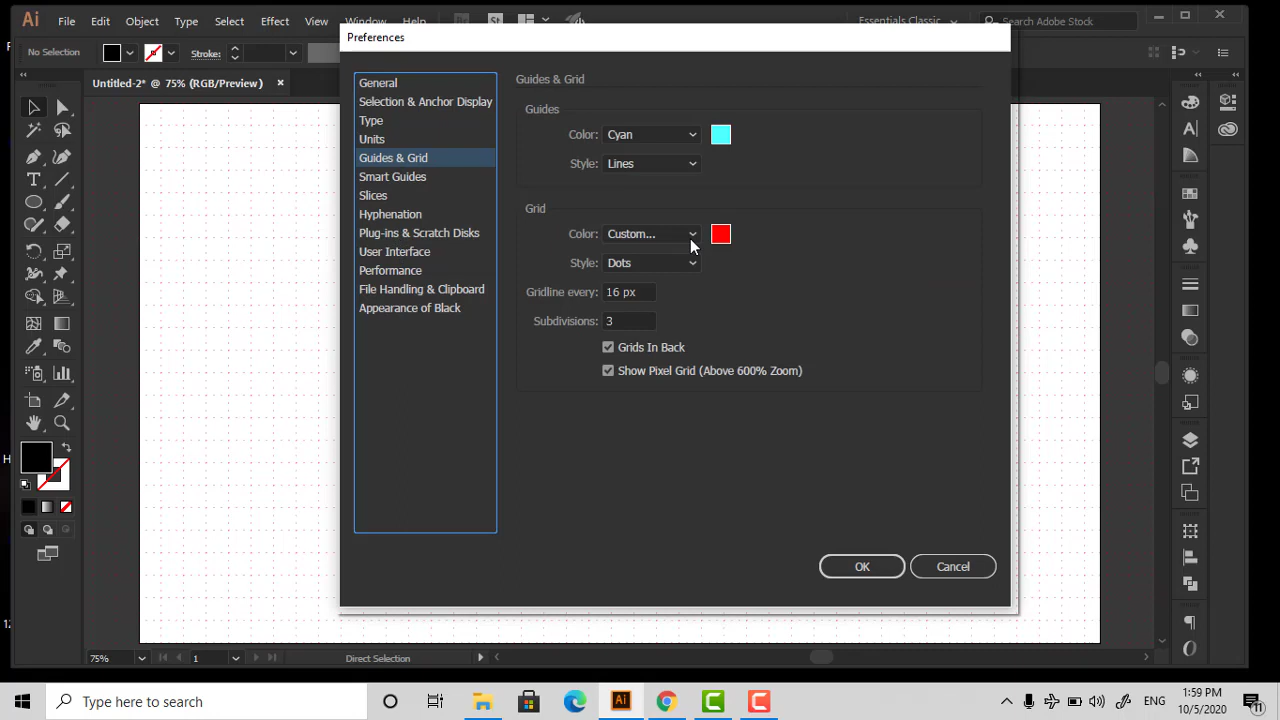 Ai File Edit Object Type Select Effect View Window Help Br St Essentials Classic Search Adobe Stock
Preferences
No Selection Stroke:
Untitled-2* @ 75% (RGB/Preview) ×
General
Selection & Anchor Display
Type
Units
Guides & Grid
Smart Guides
Slices
Hyphenation
Plug-ins & Scratch Disks
User Interface
Performance
File Handling & Clipboard
Appearance of Black
Guides & Grid
Guides
Color: Cyan
Style: Lines
Grid
Color: Custom...
Style: Dots
Gridline every: 16 px
Subdivisions: 3
Grids In Back
Show Pixel Grid (Above 600% Zoom)
OK Cancel
75% 1 Direct Selection
Type here to search
Ai
ENG
1:59 PM
10/5/2020
11